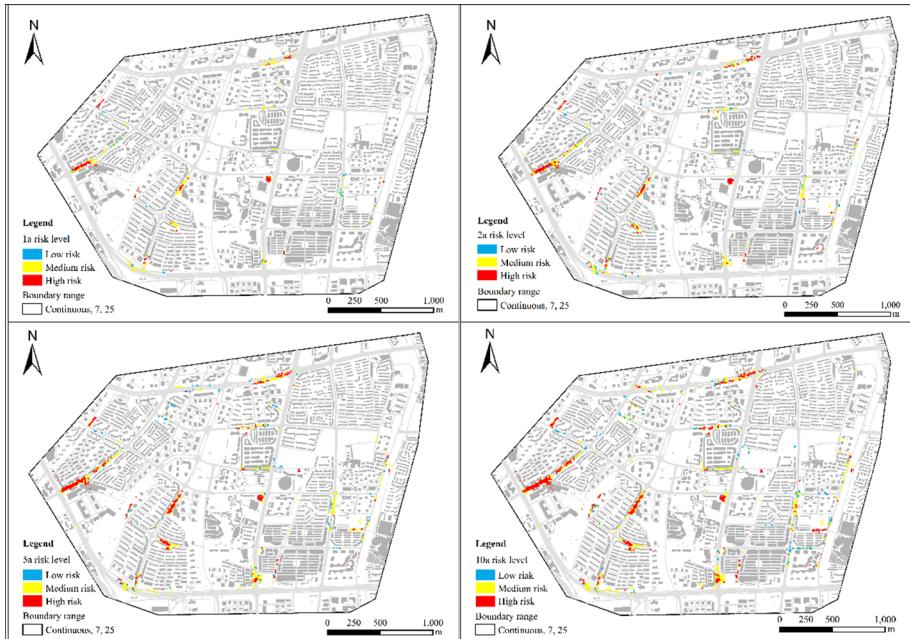 N
Legend
1a risk level
Low risk
Medium risk
High risk
Boundary range
Continuous, 7, 25
0 250 500 1,000
m
N
Legend
2a risk level
Low risk
Medium risk
High risk
Boundary range
Continuous, 7, 25
0 250 500 1,000
m
N
Legend
5a risk level
Low risk
Medium risk
High risk
Boundary range
Continuous, 7, 25
0 250 500 1,000
m
N
Legend
10a risk level
Low risk
Medium risk
High risk
Boundary range
Continuous, 7, 25
0 250 500 1,000
m